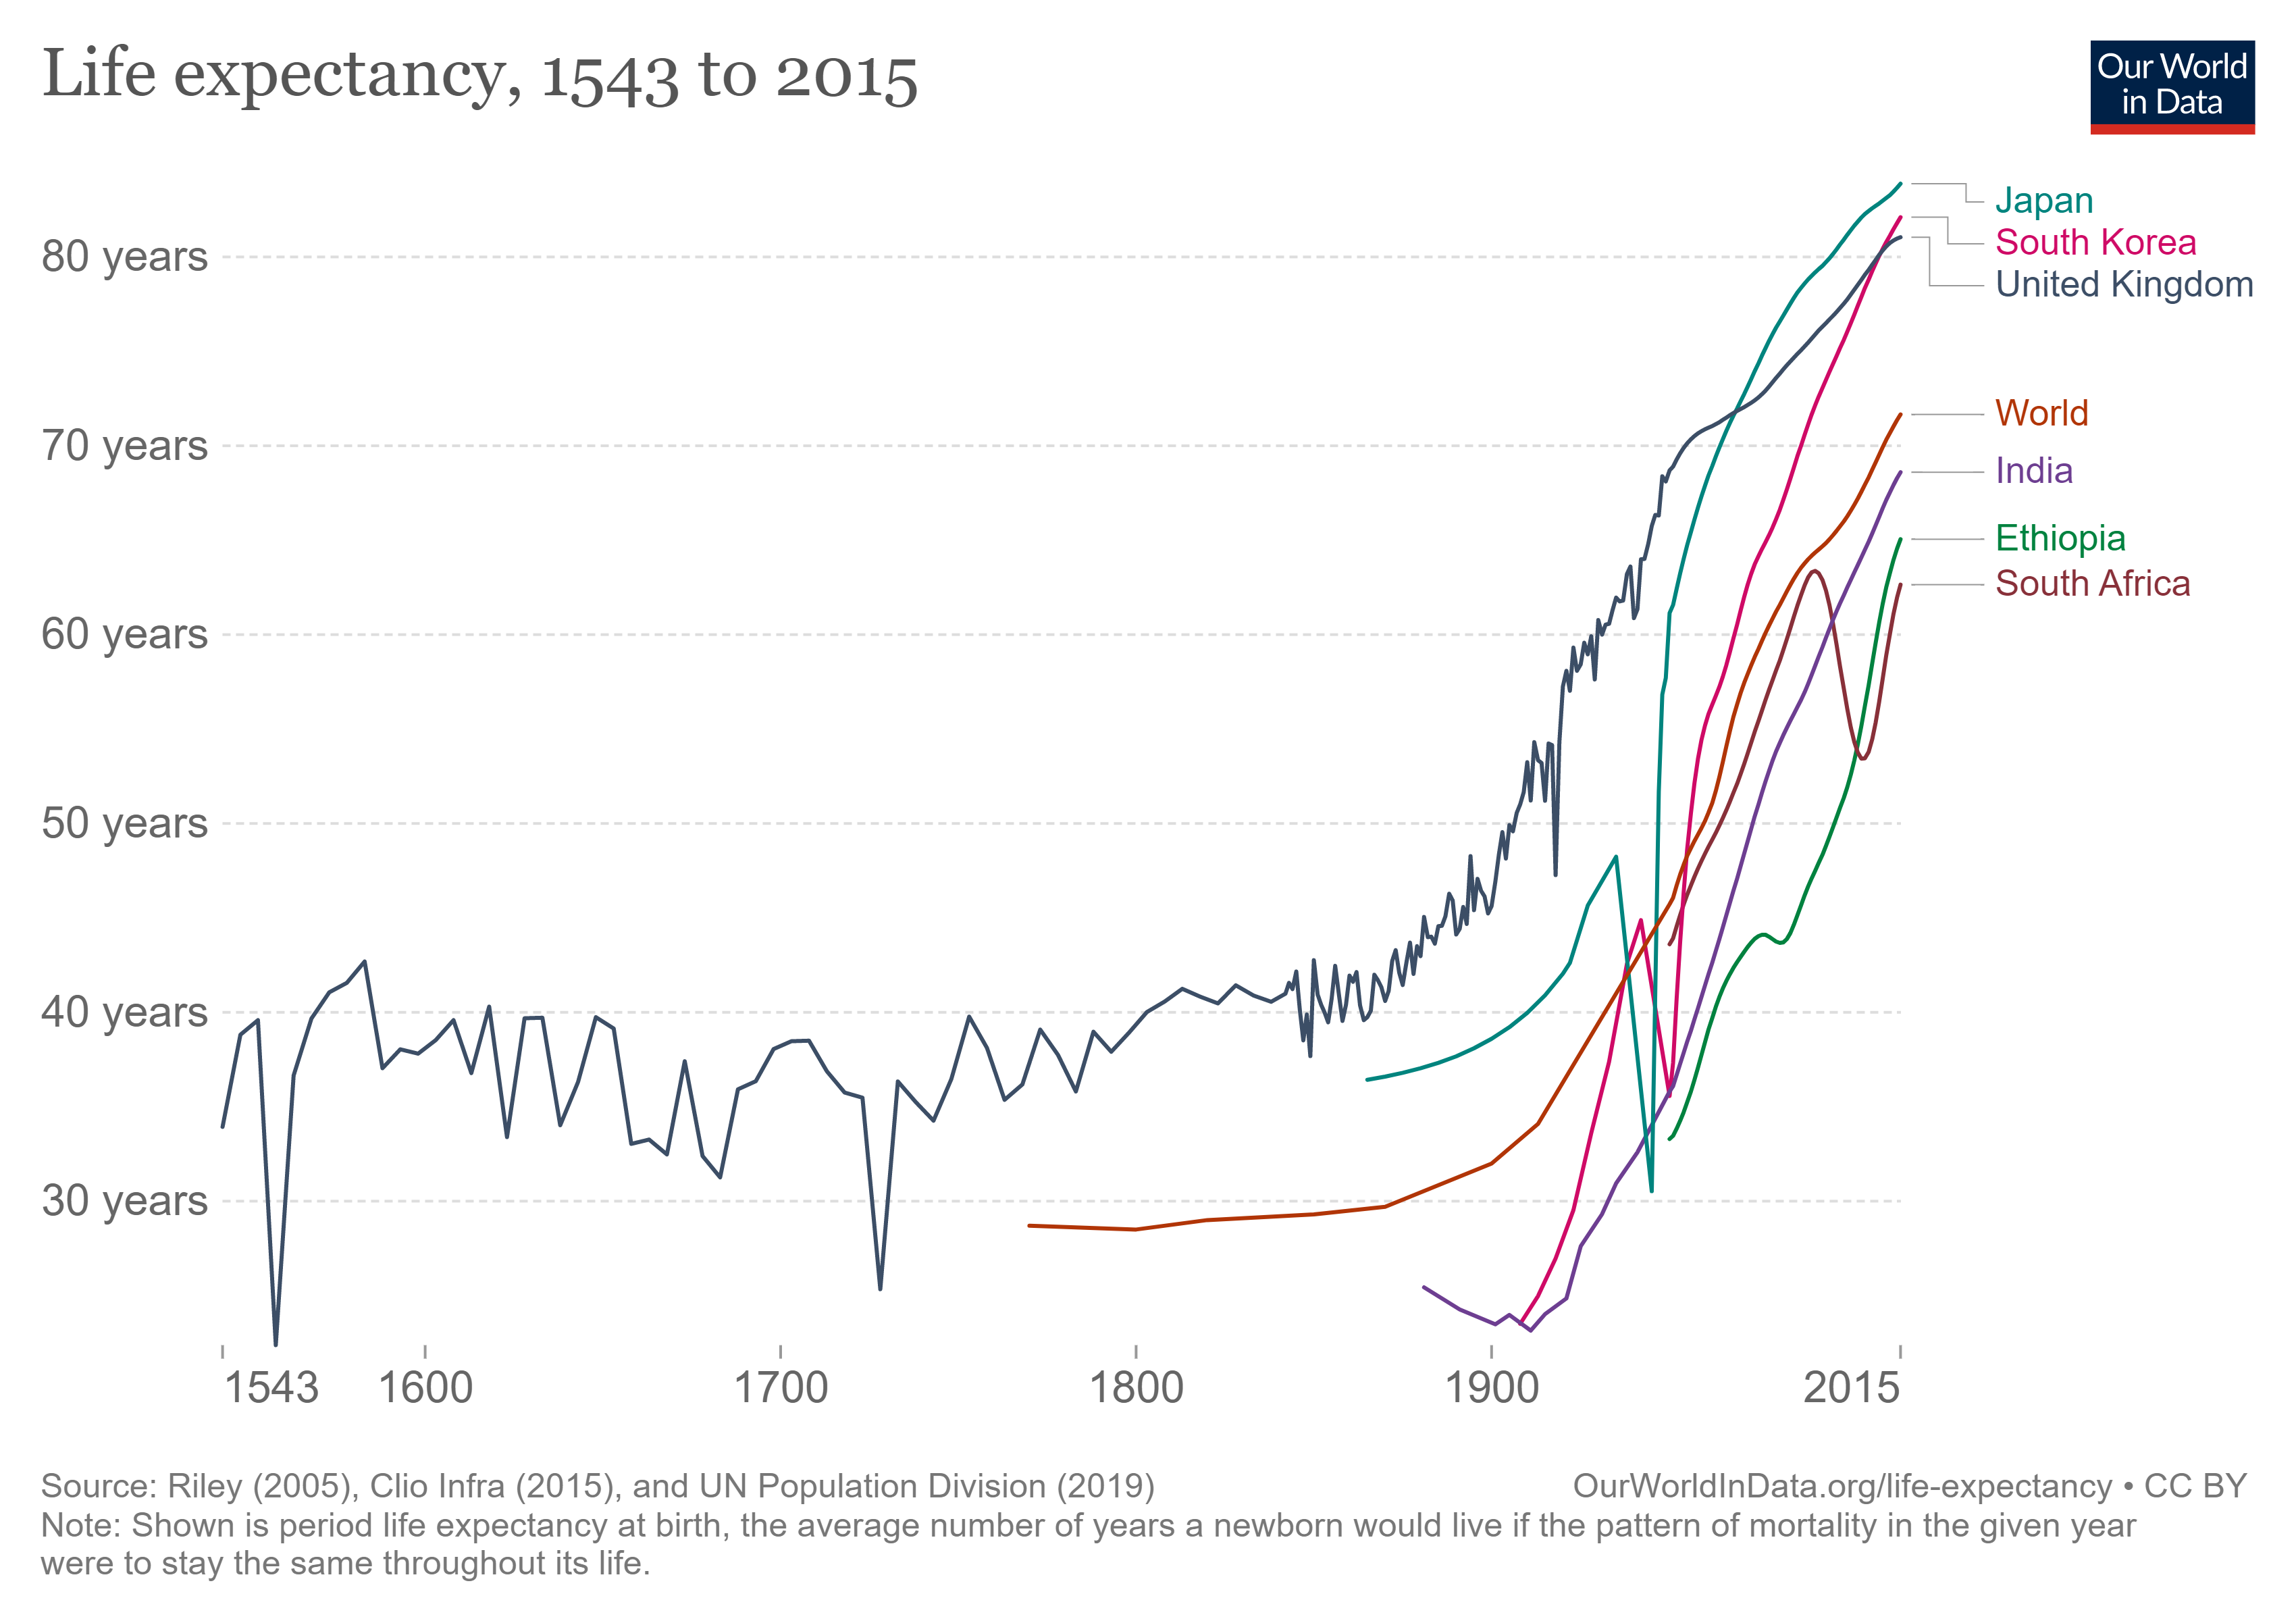 Life expectancy, 1543 to 2015
Our World
in Data
80 years
70 years
60 years
50 years
40 years
30 years
Japan
South Korea
United Kingdom
World
India
Ethiopia
South Africa
1543
1600
1700
1800
1900
2015
Source: Riley (2005), Clio Infra (2015), and UN Population Division (2019)
OurWorldInData.org/life-expectancy • CC BY
Note: Shown is period life expectancy at birth, the average number of years a newborn would live if the pattern of mortality in the given year
were to stay the same throughout its life.